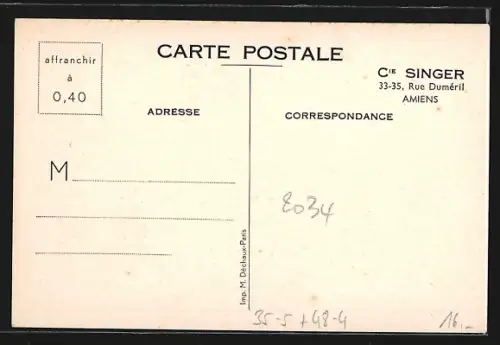 CARTE POSTALE
affranchir
à
0,40
ADRESSE
M
Cie SINGER
33-35, Rue Duméril
AMIENS
CORRESPONDANCE
2034
Imp. M. Déchaux-Paris
35-5+48-4
16.-